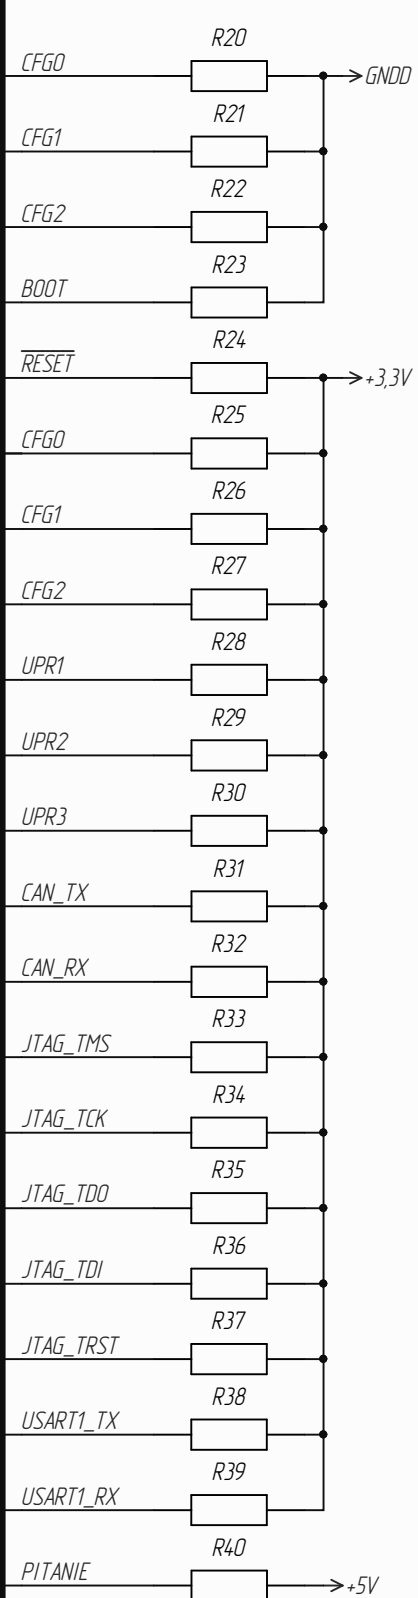 R20
CFG0
GNDD
R21
CFG1
R22
CFG2
R23
BOOT
R24
RESET
+3,3V
R25
CFG0
R26
CFG1
R27
CFG2
R28
UPR1
R29
UPR2
R30
UPR3
R31
CAN_TX
R32
CAN_RX
R33
JTAG_TMS
R34
JTAG_TCK
R35
JTAG_TDO
R36
JTAG_TDI
R37
JTAG_TRST
R38
USART1_TX
R39
USART1_RX
R40
PITANIE
+5V